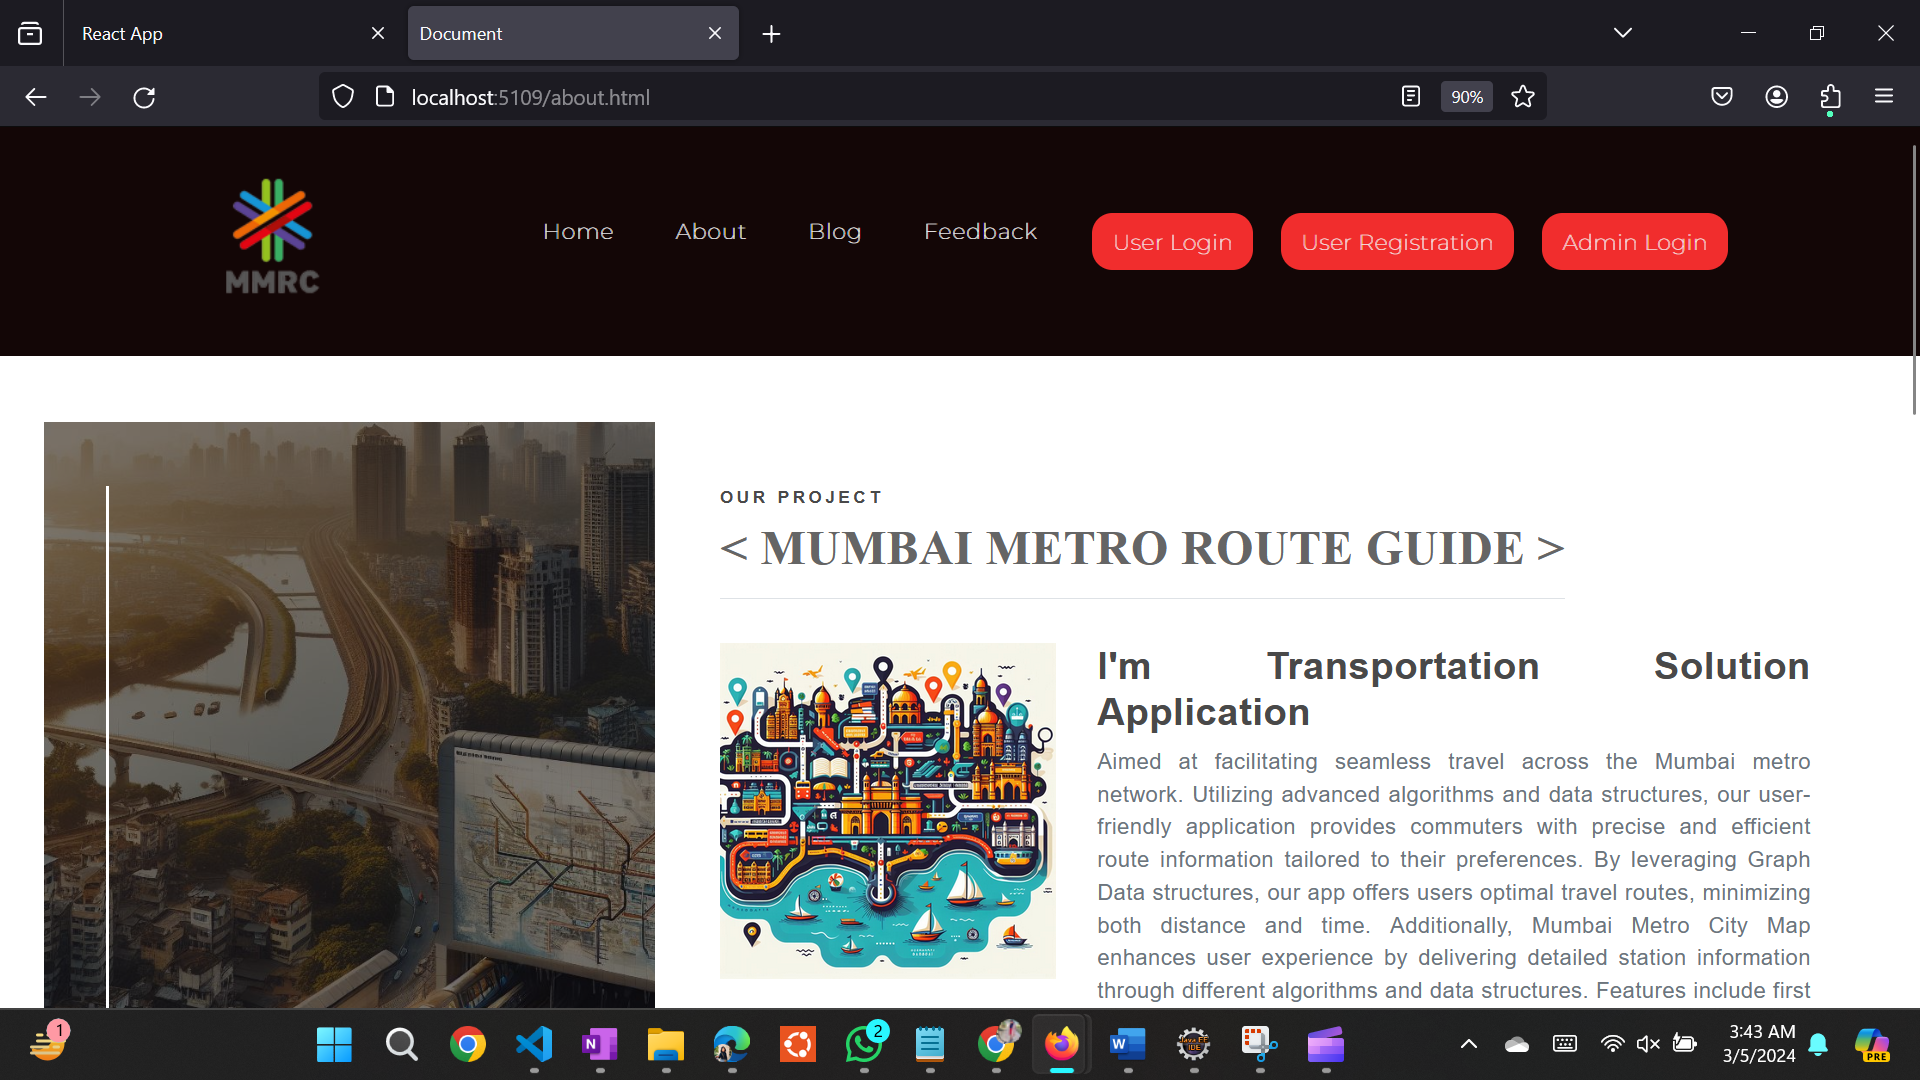 React App
Document
localhost:5109/about.html
90%
MMRC
Home
About
Blog
Feedback
User Login
User Registration
Admin Login
OUR PROJECT
< MUMBAI METRO ROUTE GUIDE >
I'm Transportation Solution
Application
Aimed at facilitating seamless travel across the Mumbai metro
network. Utilizing advanced algorithms and data structures, our user-
friendly application provides commuters with precise and efficient
route information tailored to their preferences. By leveraging Graph
Data structures, our app offers users optimal travel routes, minimizing
both distance and time. Additionally, Mumbai Metro City Map
enhances user experience by delivering detailed station information
through different algorithms and data structures. Features include first
1
2
3:43 AM
3/5/2024
PRE